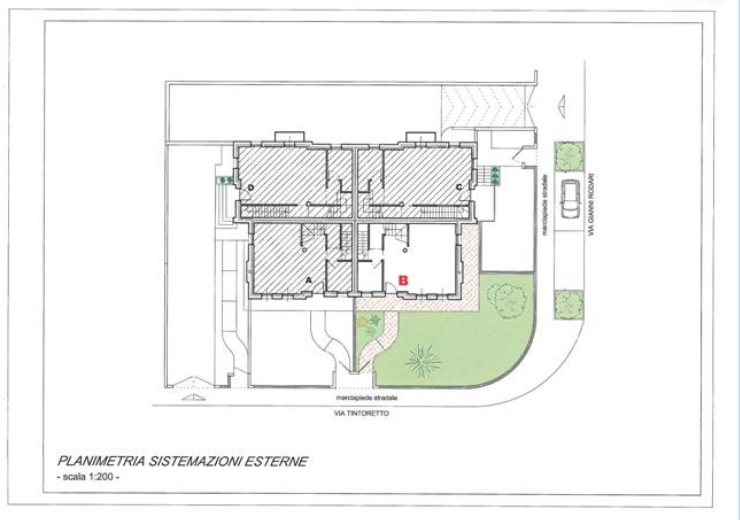 D
C
A
B
marciapiede stradale
VIA GIANNI RODARI
marciapiede stradale
VIA TINTORETTO
PLANIMETRIA SISTEMAZIONI ESTERNE
- scala 1:200 -